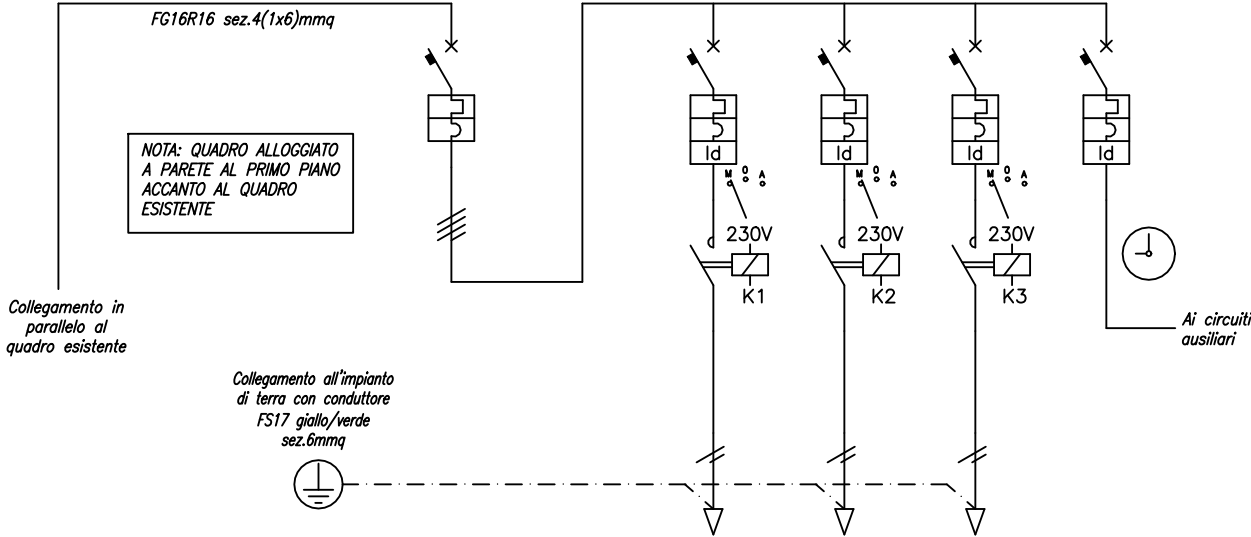 FG16R16 sez.4(1x6)mmq
NOTA: QUADRO ALLOGGIATO
A PARETE AL PRIMO PIANO
ACCANTO AL QUADRO
ESISTENTE
Id
Id
Id
Id
M O A
M O A
M O A
230V
230V
230V
K1
K2
K3
Collegamento in
parallelo al
quadro esistente
Ai circuiti
ausiliari
Collegamento all'impianto
di terra con conduttore
FS17 giallo/verde
sez.6mmq